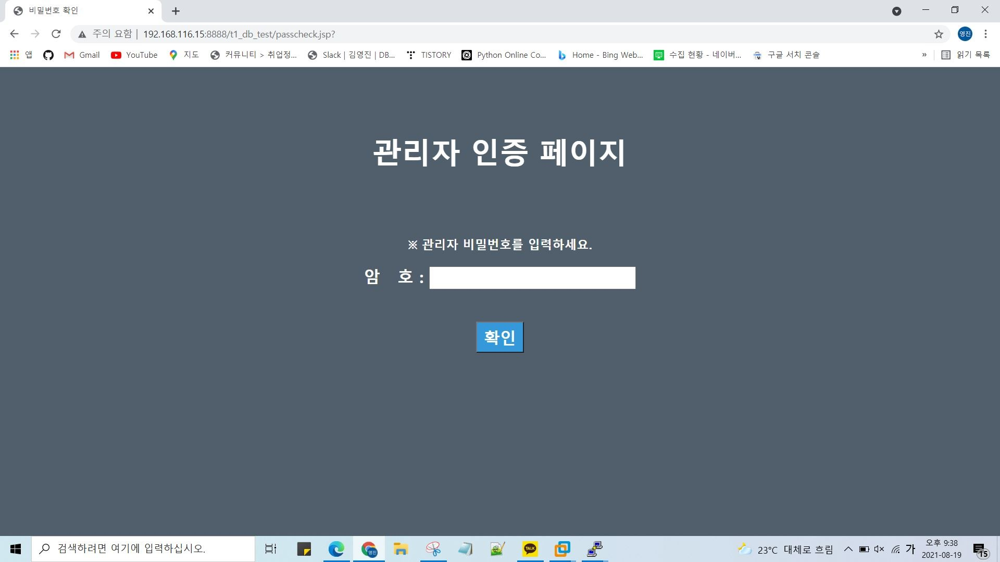 비밀번호 확인
주의 요함 | 192.168.116.15:8888/t1_db_test/passcheck.jsp?
영진
앱 Gmail YouTube 지도 커뮤니티 > 취업정... Slack | 김영진 | DB... TISTORY Python Online Co... Home - Bing Web... 수집 현황 - 네이버... 구글 서치 콘솔 » 읽기 목록
관리자 인증 페이지
※ 관리자 비밀번호를 입력하세요.
암 호 :
확인
검색하려면 여기에 입력하십시오.
영진
TALK
23°C 대체로 흐림
가
오후 9:38
2021-08-19
15